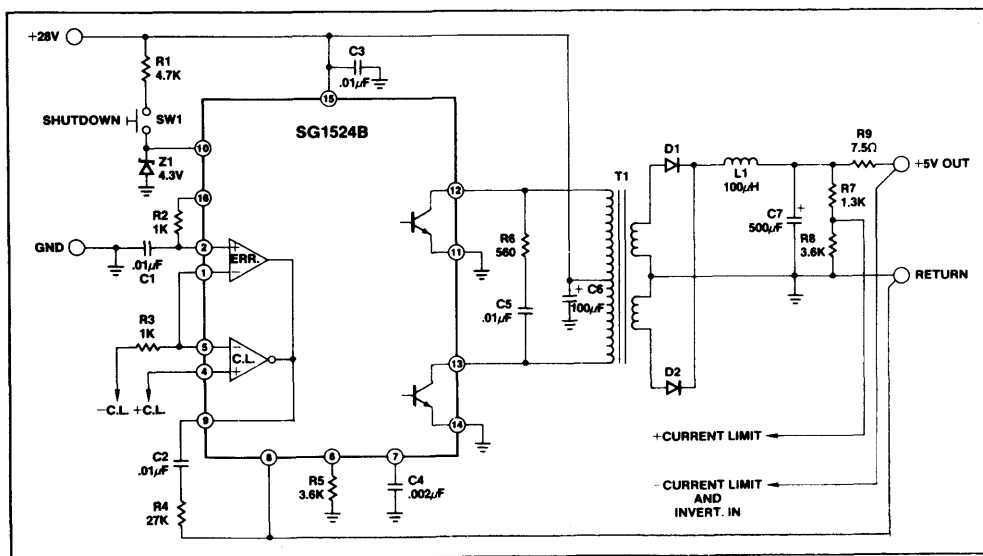 +28V
R1
4.7K
SHUTDOWN
SW1
Z1
4.3V
C3
.01µF
15
SG1524B
10
16
R2
1K
GND
.01µF
C1
2
1
+
ERR.
−
R3
1K
5
4
−
C.L.
+
−C.L.
+C.L.
9
C2
.01µF
R4
27K
8
6
7
R5
3.6K
C4
.002µF
12
11
13
14
R6
560
C5
.01µF
+
C6
100µF
T1
D1
D2
L1
100µH
C7
500µF
+
R9
7.5Ω
+5V OUT
R7
1.3K
R8
3.6K
RETURN
+CURRENT LIMIT
−CURRENT LIMIT
AND
INVERT. IN